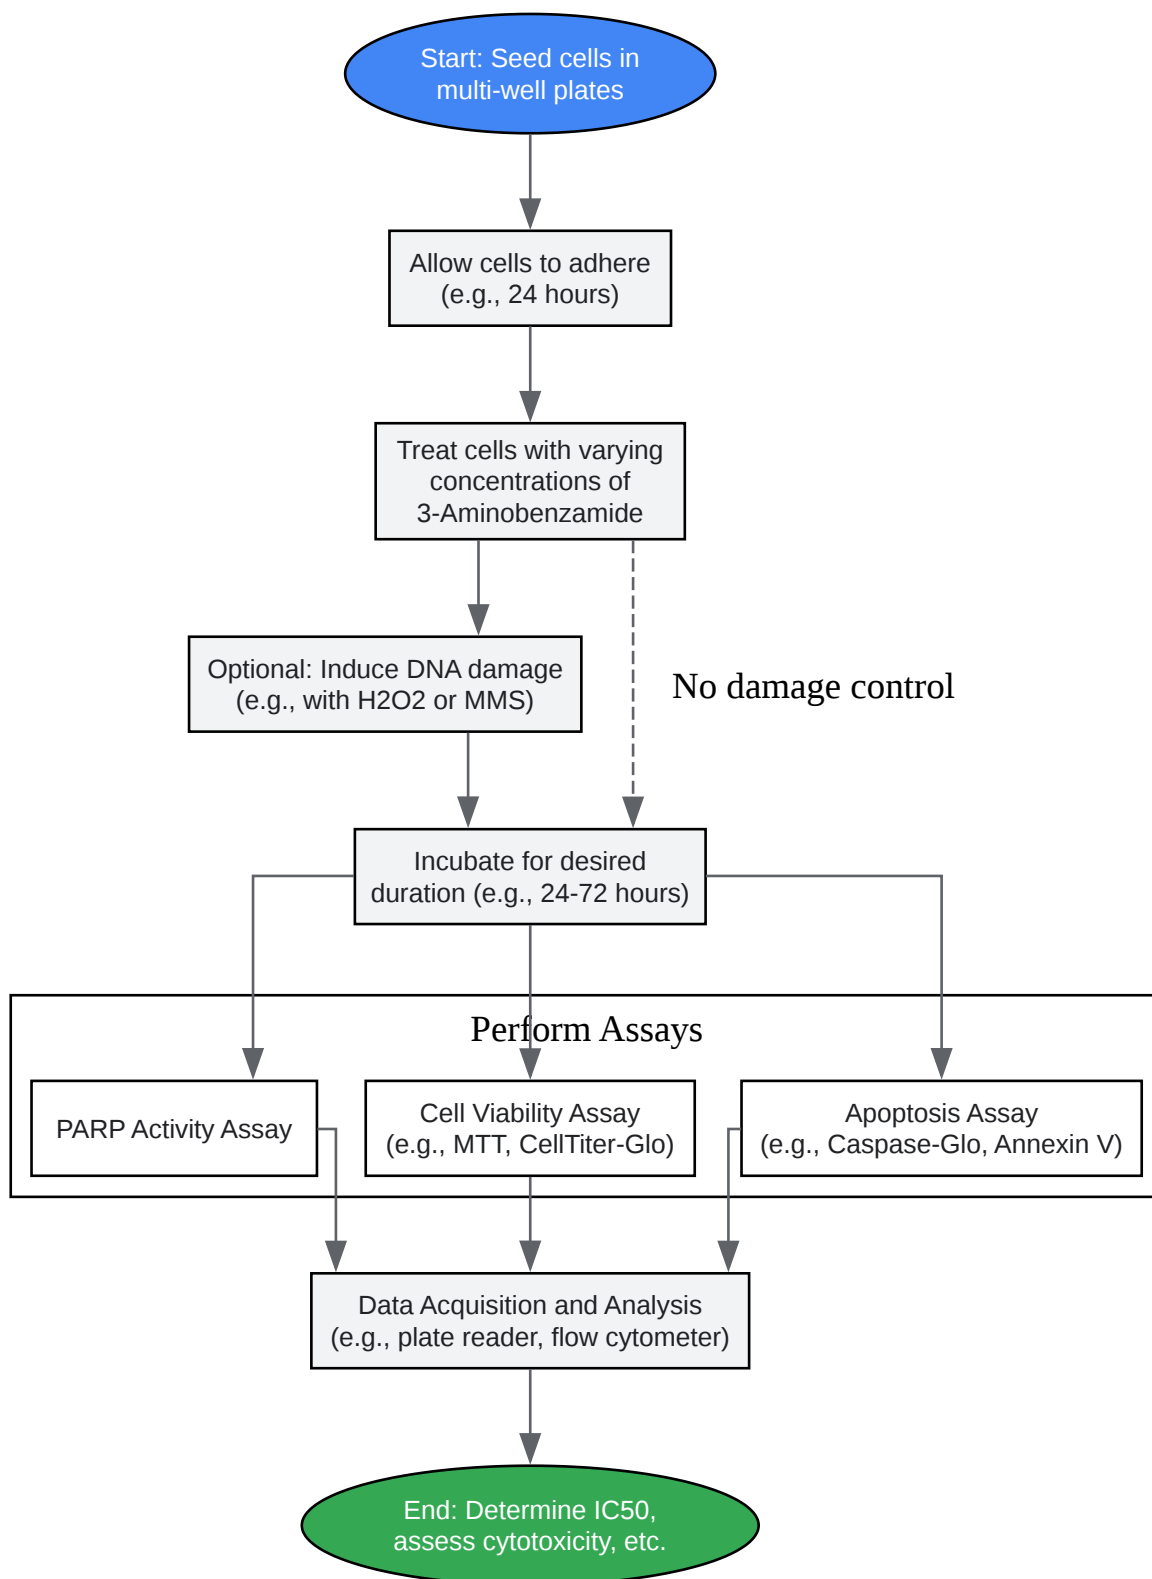 Start: Seed cells in
multi-well plates
Allow cells to adhere
(e.g., 24 hours)
Treat cells with varying
concentrations of
3-Aminobenzamide
Optional: Induce DNA damage
(e.g., with H2O2 or MMS)
No damage control
Incubate for desired
duration (e.g., 24-72 hours)
Perform Assays
PARP Activity Assay
Cell Viability Assay
(e.g., MTT, CellTiter-Glo)
Apoptosis Assay
(e.g., Caspase-Glo, Annexin V)
Data Acquisition and Analysis
(e.g., plate reader, flow cytometer)
End: Determine IC50,
assess cytotoxicity, etc.